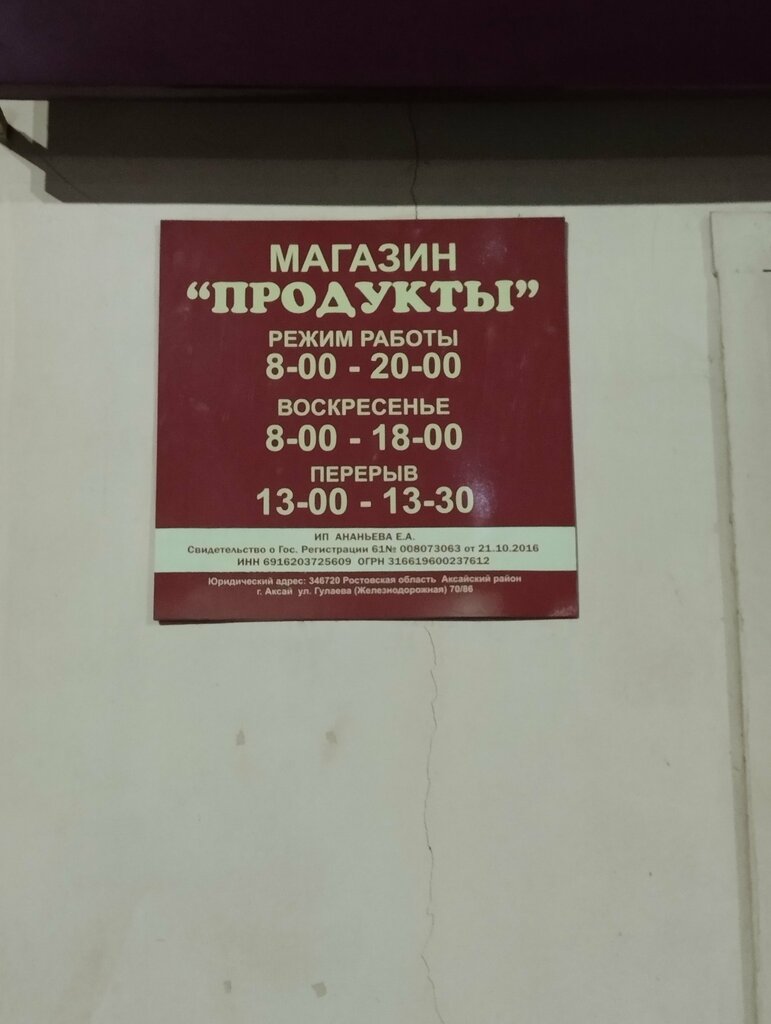 МАГАЗИН
“ПРОДУКТЫ”
РЕЖИМ РАБОТЫ
8-00 - 20-00
ВОСКРЕСЕНЬЕ
8-00 - 18-00
ПЕРЕРЫВ
13-00 - 13-30
ИП АНАНЬЕВА Е.А.
Свидетельство о Гос. Регистрации 61№ 008073063 от 21.10.2016
ИНН 6916203725609 ОГРН 316619600237612
Юридический адрес: 346720 Ростовская область Аксайский район
г. Аксай ул. Гулаева (Железнодорожная) 70/86